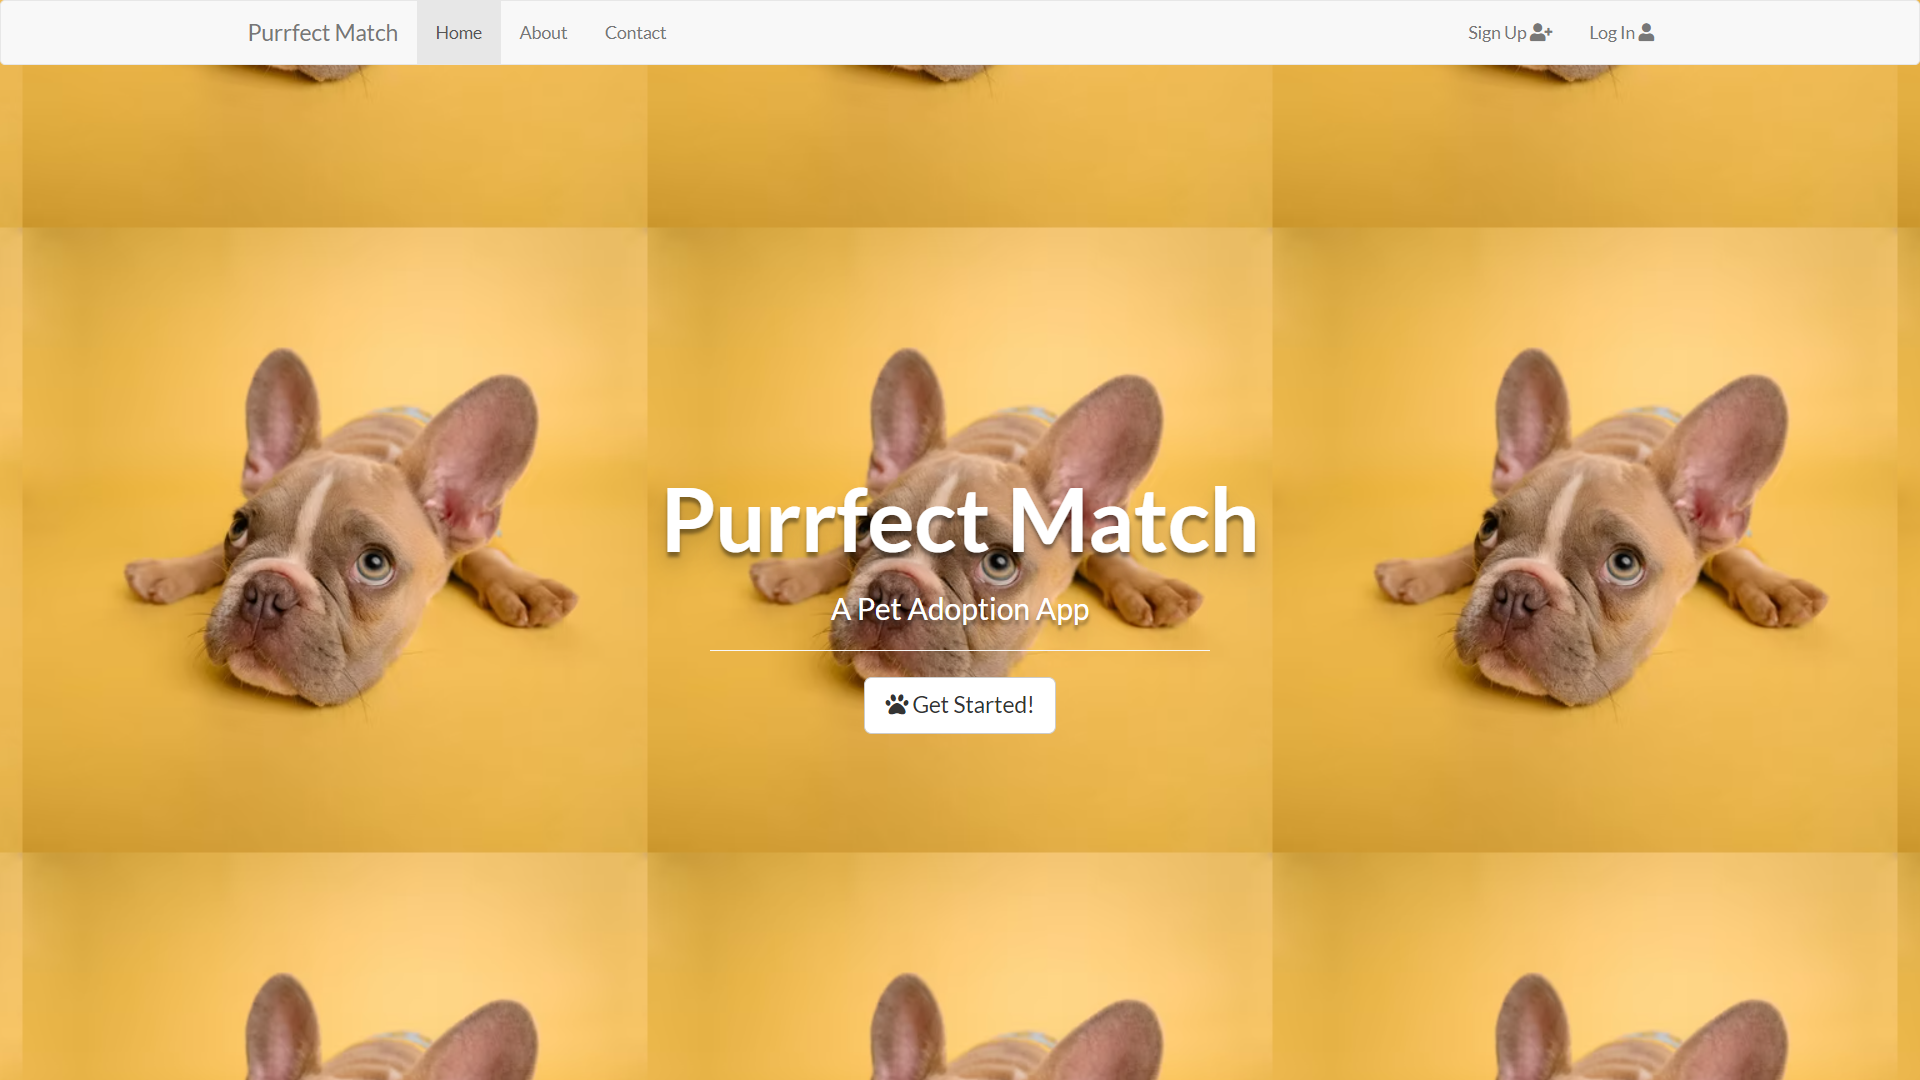 Purrfect Match Home About Contact Sign Up Log In
Purrfect Match
A Pet Adoption App
Get Started!